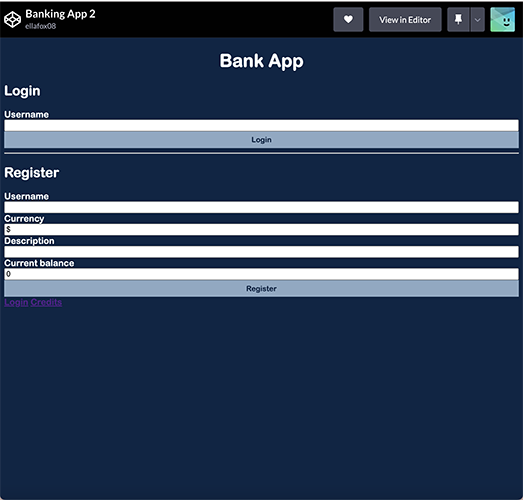 Banking App 2
ellafox08
View in Editor
Bank App
Login
Username
Login
Register
Username
Currency
$
Description
Current balance
0
Register
Login Credits